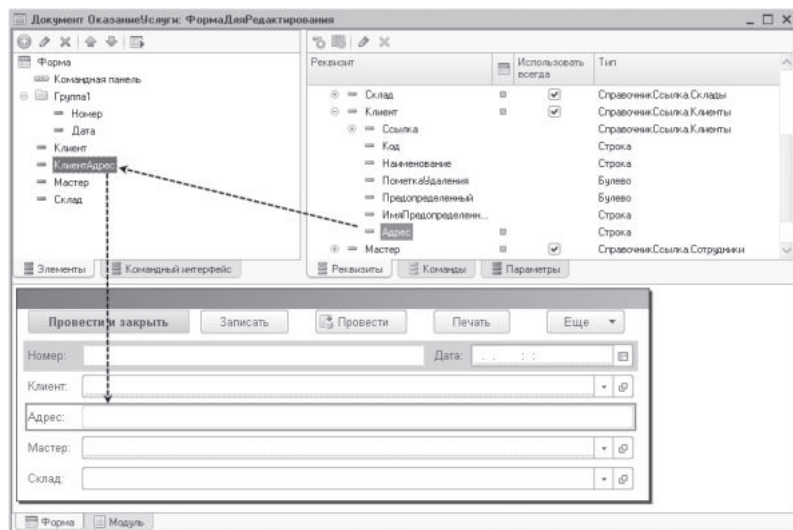 Документ ОказаниеУслуги: ФормаДляРедактирования
Форма
Командная панель
Группа1
Номер
Дата
Клиент
КлиентАдрес
Мастер
Склад
Элементы
Командный интерфейс
Реквизит
Использовать всегда
Тип
Склад
СправочникСсылка.Склады
Клиент
СправочникСсылка.Клиенты
Ссылка
СправочникСсылка.Клиенты
Код
Строка
Наименование
Строка
ПометкаУдаления
Булево
Предопределенный
Булево
ИмяПредопределенн...
Строка
Адрес
Строка
Мастер
СправочникСсылка.Сотрудники
Реквизиты
Команды
Параметры
Провести и закрыть
Записать
Провести
Печать
Еще
Номер:
Дата: . . : :
Клиент:
Адрес:
Мастер:
Склад:
Форма
Модуль